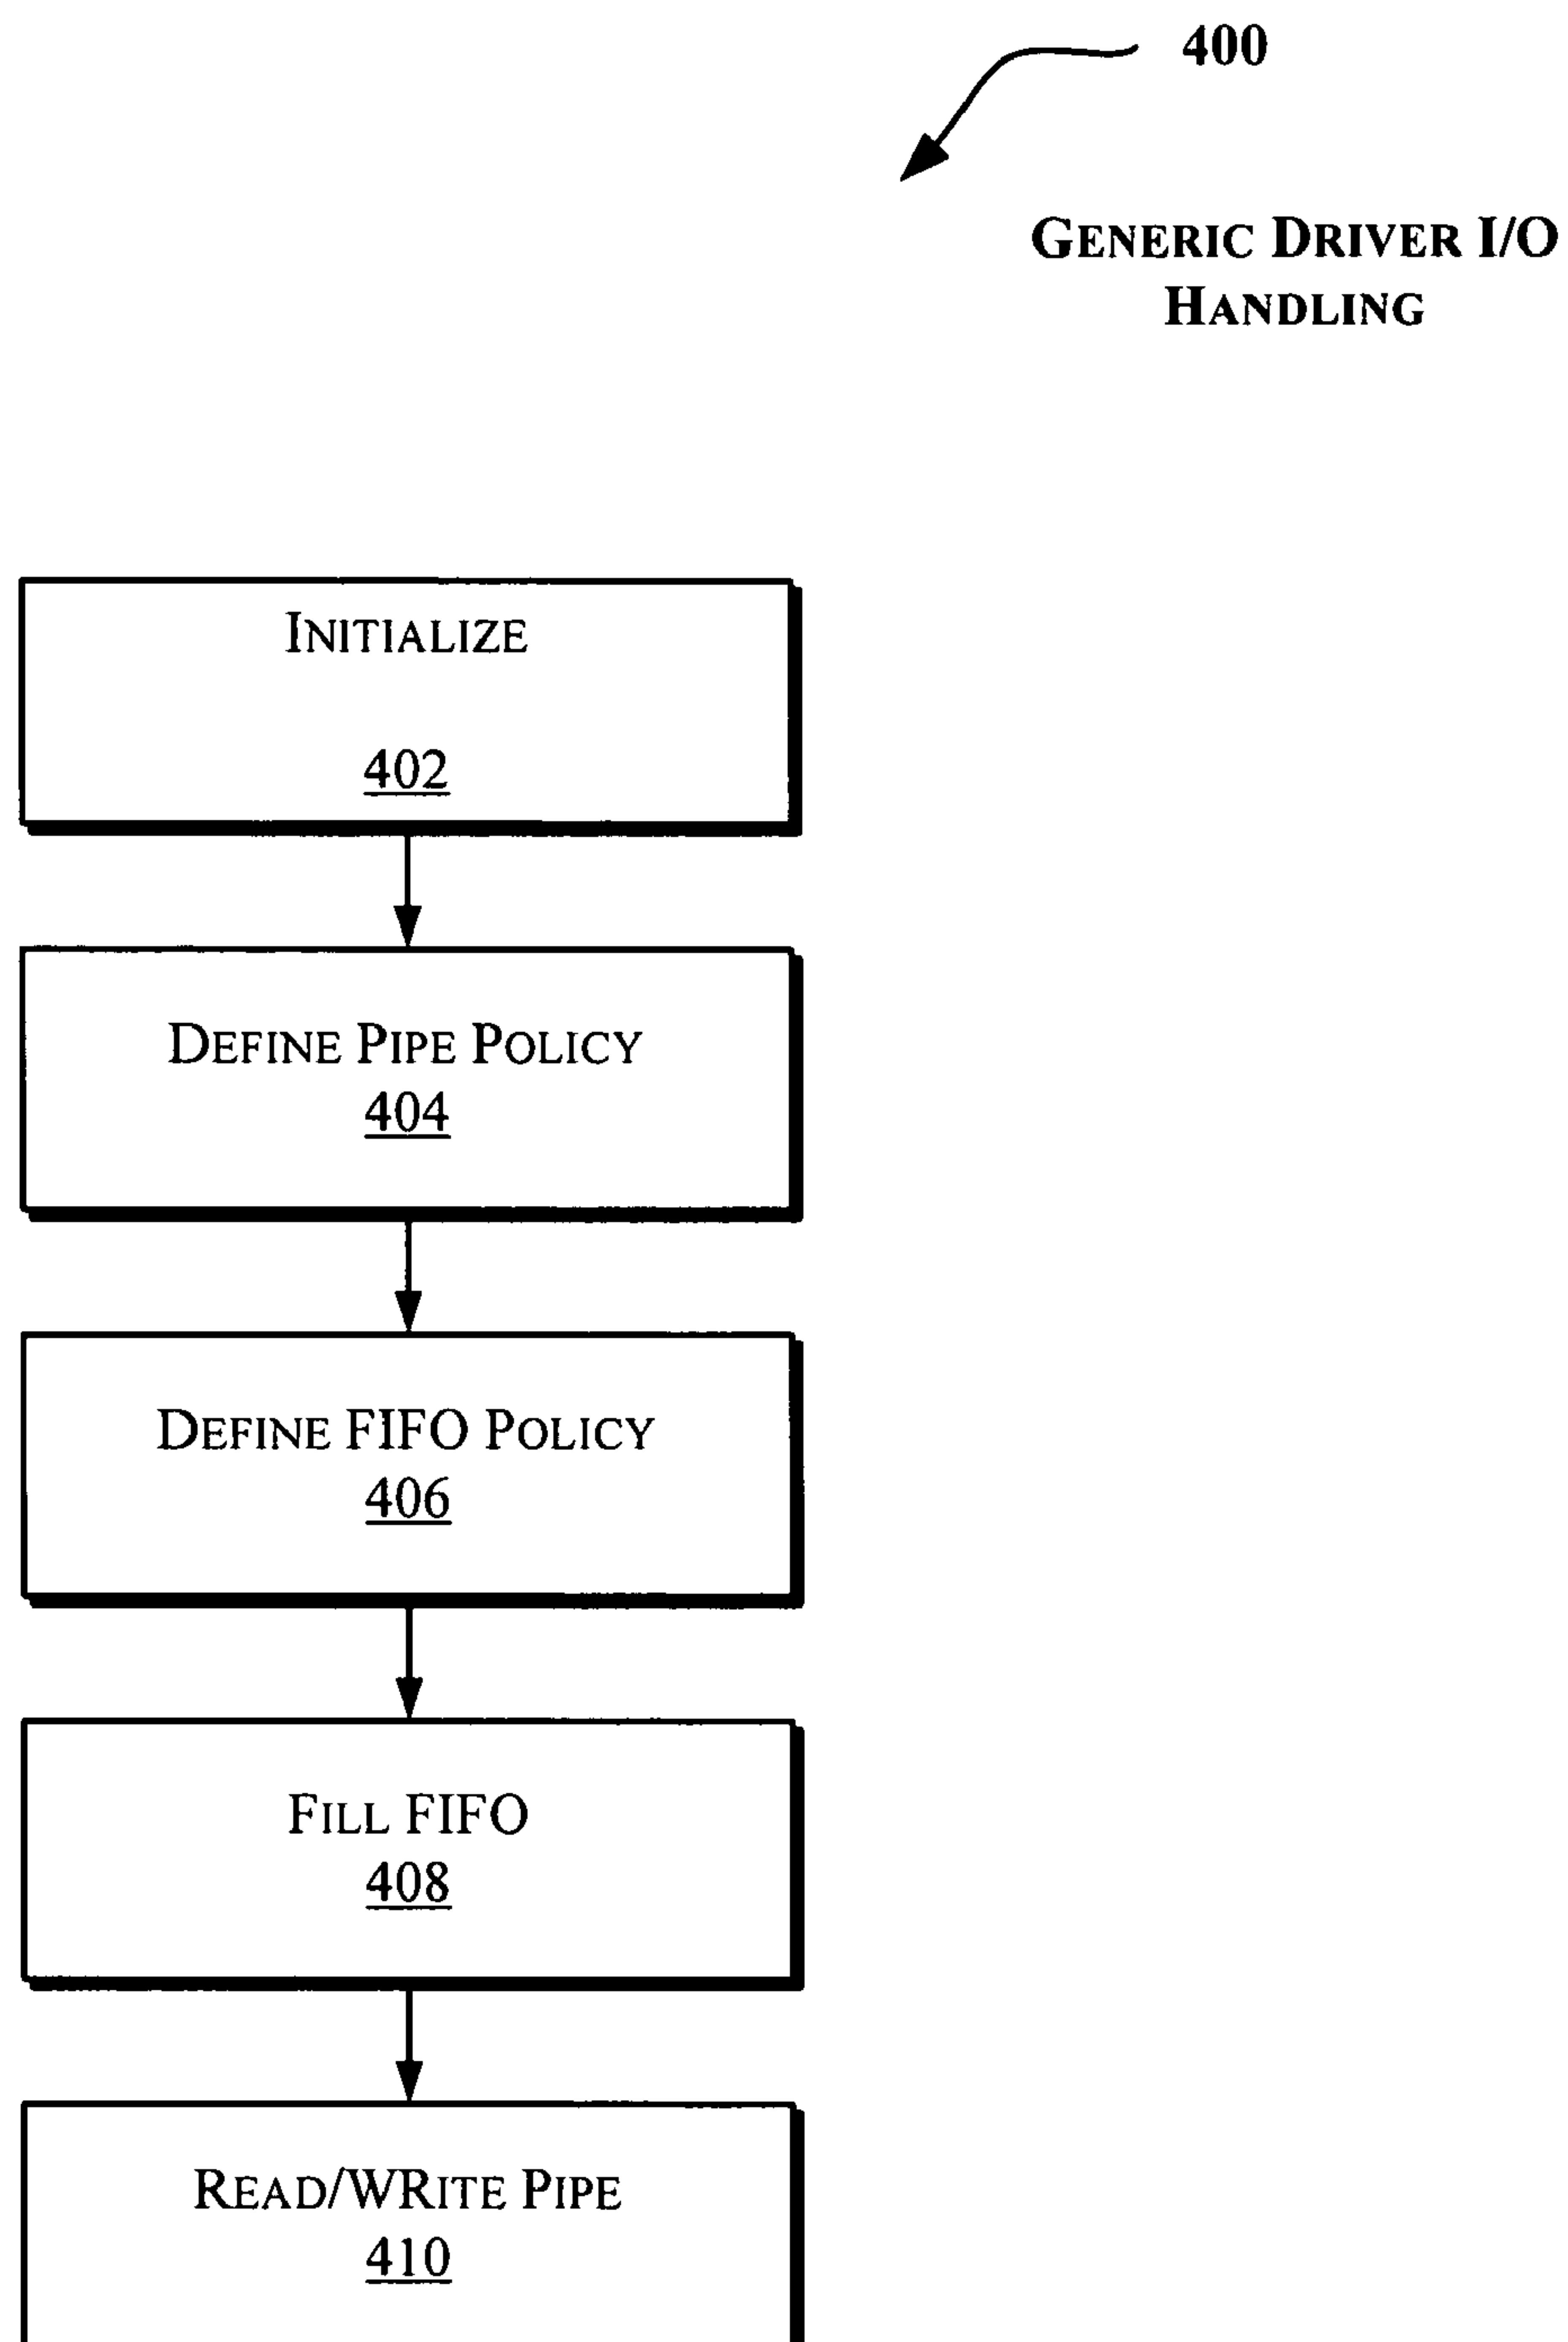 400
GENERIC DRIVER I/O
HANDLING
INITIALIZE
402
DEFINE PIPE POLICY
404
DEFINE FIFO POLICY
406
FILL FIFO
408
READ/WRITE PIPE
410